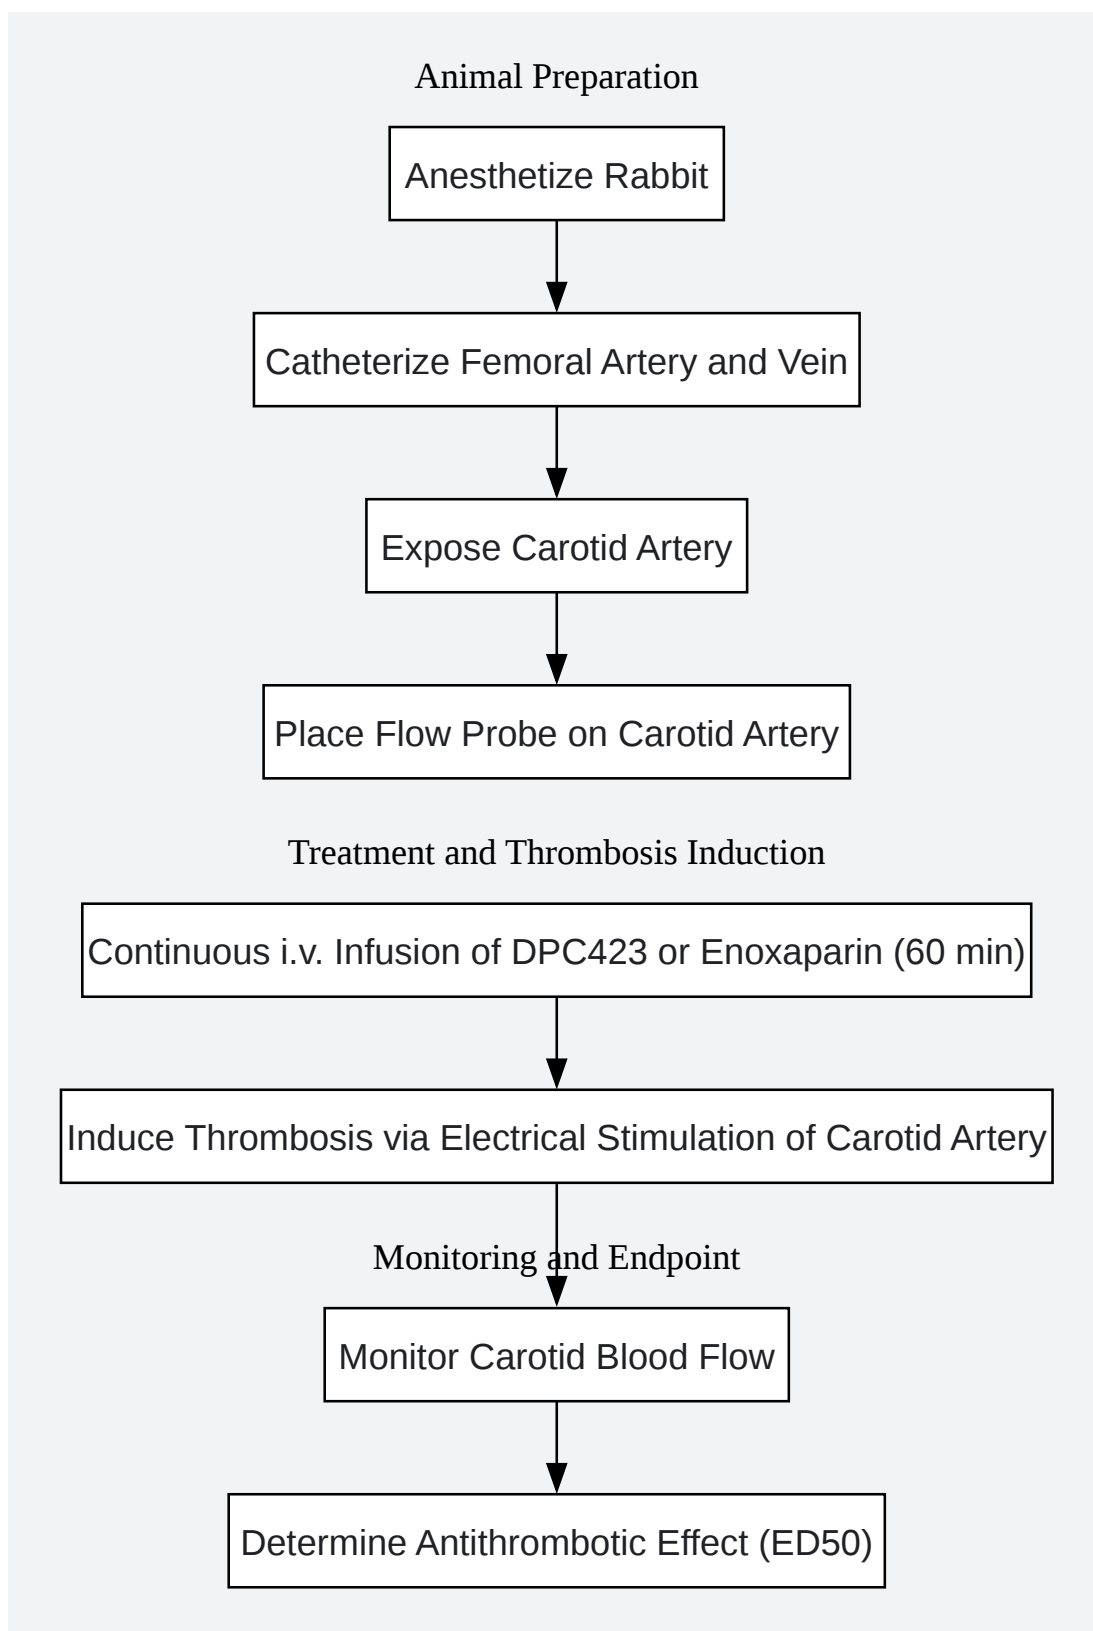 Animal Preparation
Anesthetize Rabbit
Catheterize Femoral Artery and Vein
Expose Carotid Artery
Place Flow Probe on Carotid Artery
Treatment and Thrombosis Induction
Continuous i.v. Infusion of DPC423 or Enoxaparin (60 min)
Induce Thrombosis via Electrical Stimulation of Carotid Artery
Monitoring and Endpoint
Monitor Carotid Blood Flow
Determine Antithrombotic Effect (ED50)